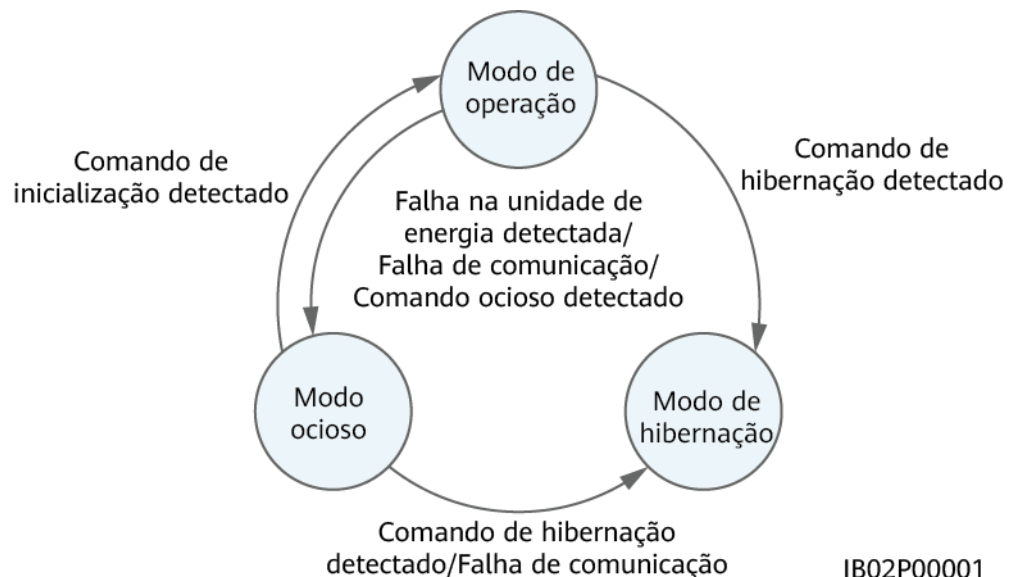 Modo de
operação
Comando de
inicialização detectado
Comando de
hibernação detectado
Falha na unidade de
energia detectada/
Falha de comunicação/
Comando ocioso detectado
Modo
ocioso
Modo de
hibernação
Comando de hibernação
detectado/Falha de comunicação
IB02P00001